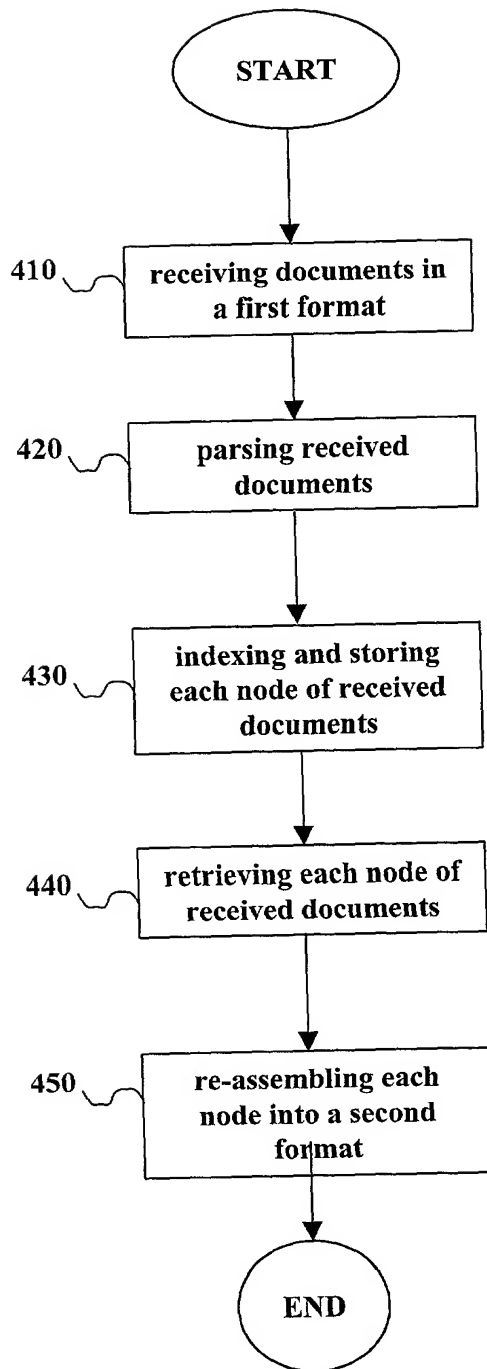 START
410
receiving documents in
a first format
420
parsing received
documents
430
indexing and storing
each node of received
documents
440
retrieving each node of
received documents
450
re-assembling each
node into a second
format
END